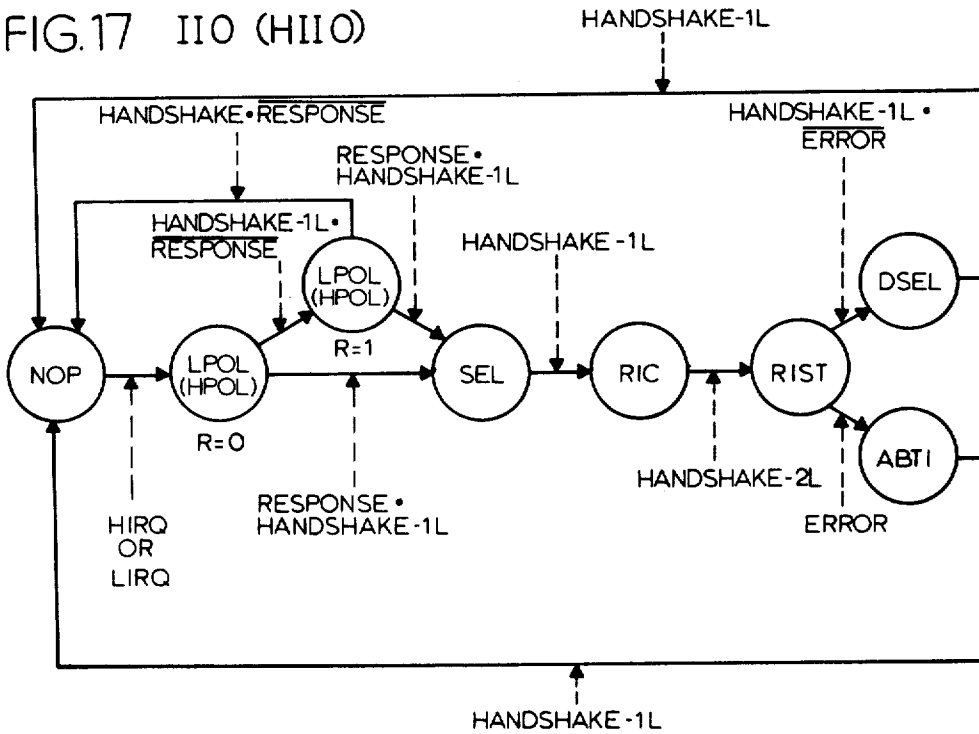 FIG.17 IIO (HIIO)
HANDSHAKE-1L
HANDSHAKE•RESPONSE
RESPONSE•
HANDSHAKE-1L
HANDSHAKE-1L•
ERROR
HANDSHAKE-1L•
RESPONSE
HANDSHAKE-1L
LPOL
(HPOL)
R=1
DSEL
NOP
LPOL
(HPOL)
R=0
SEL
RIC
RIST
ABTI
HIRQ
OR
LIRQ
RESPONSE•
HANDSHAKE-1L
HANDSHAKE-2L
ERROR
HANDSHAKE-1L